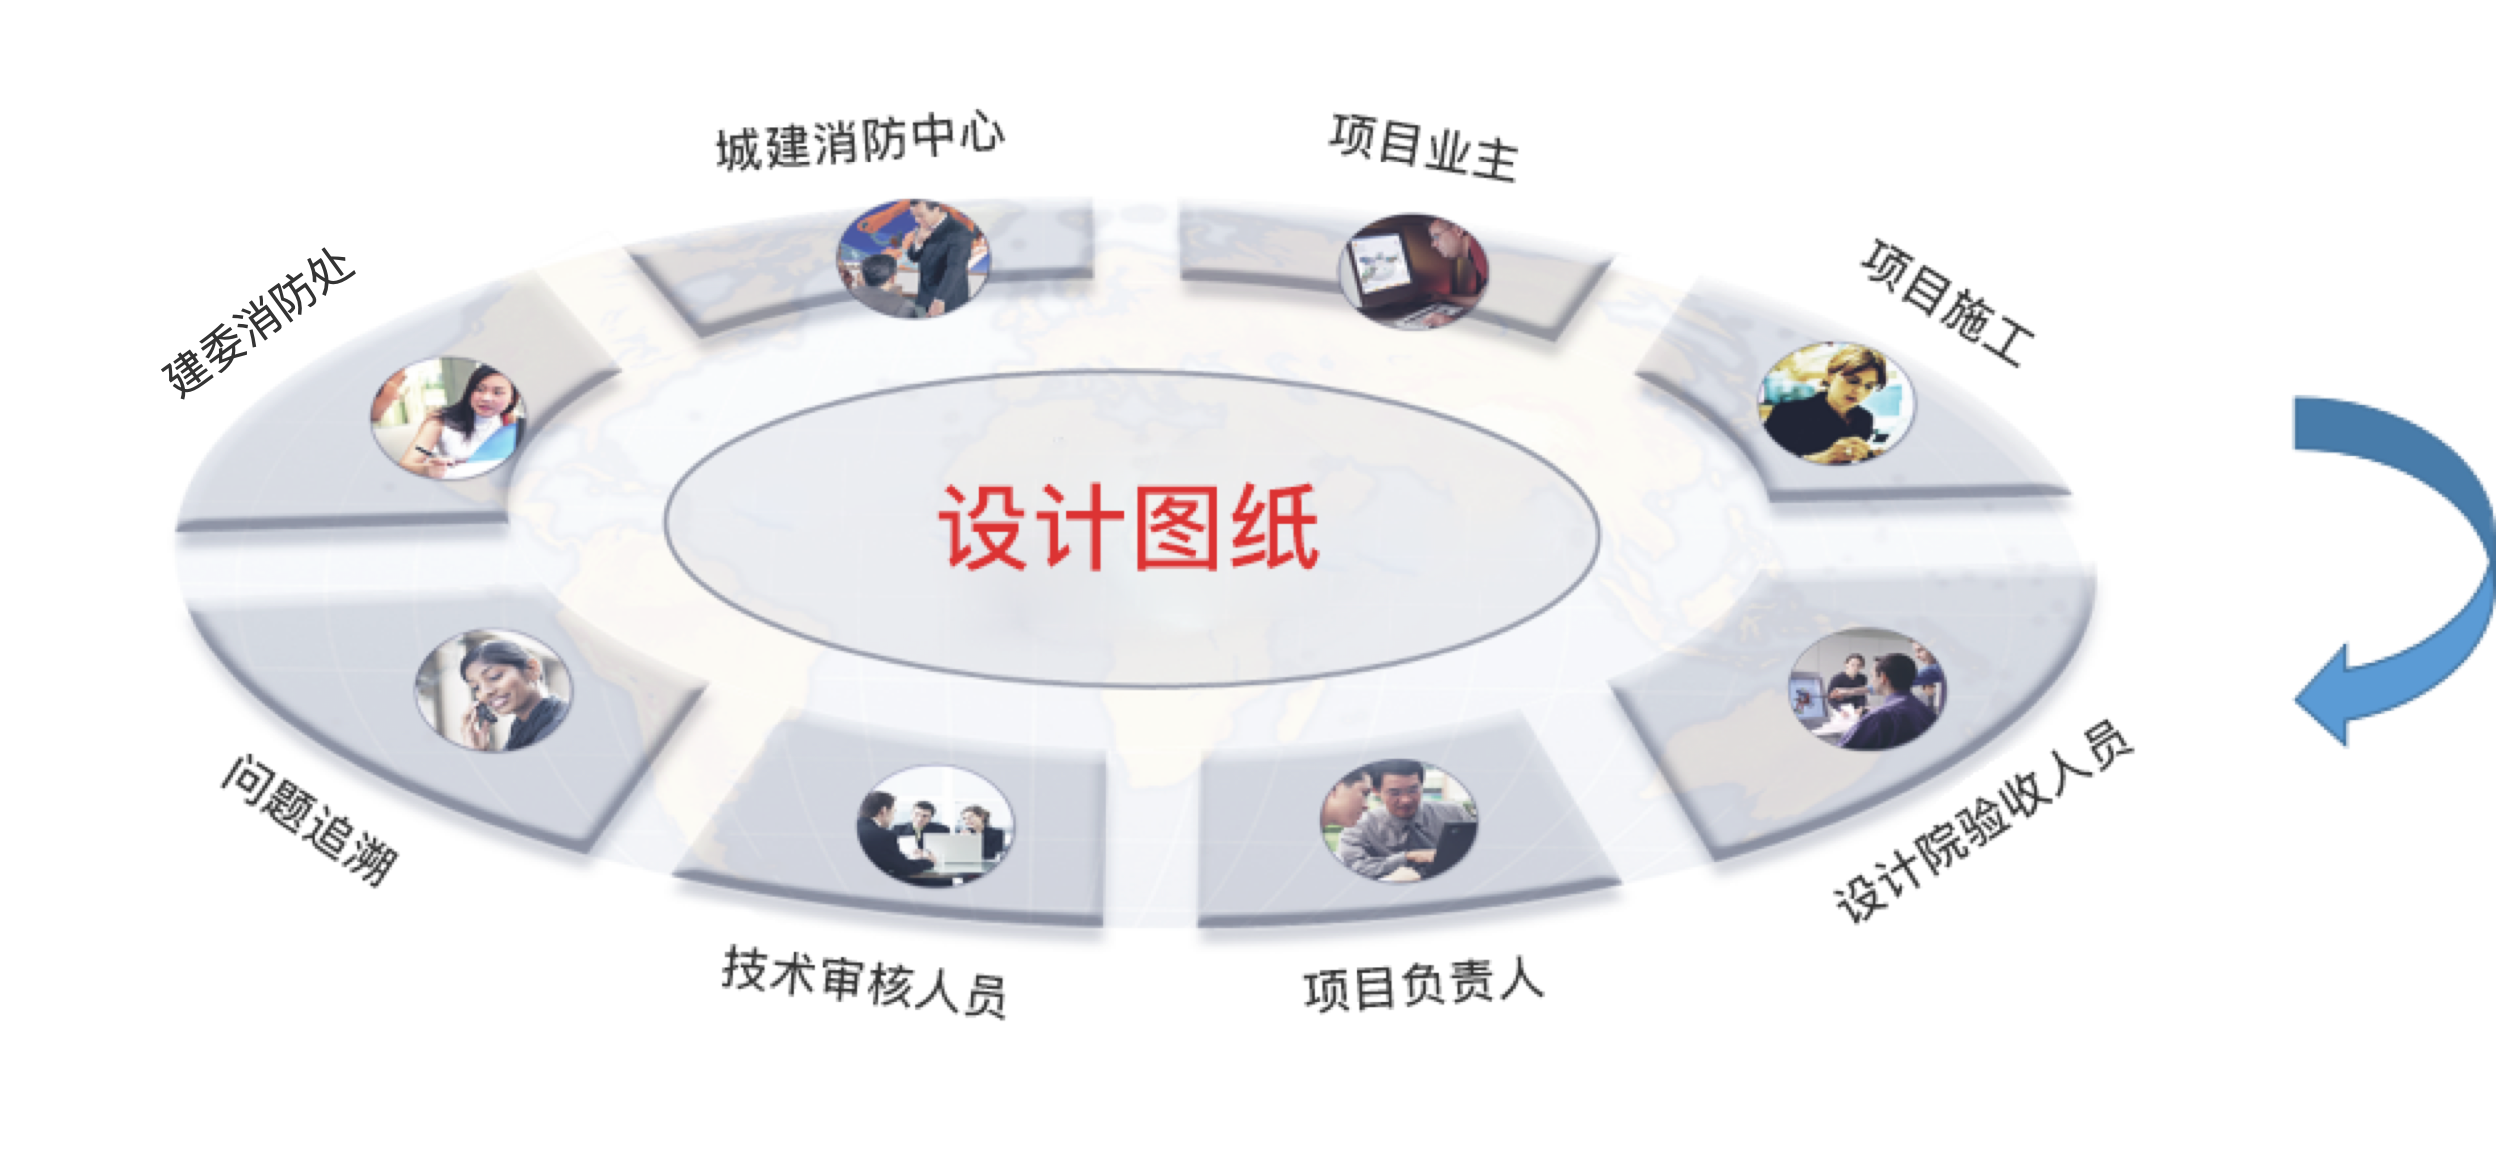 城建消防中心
项目业主
建委消防处
项目施工
设计图纸
问题追溯
设计院验收人员
技术审核人员
项目负责人